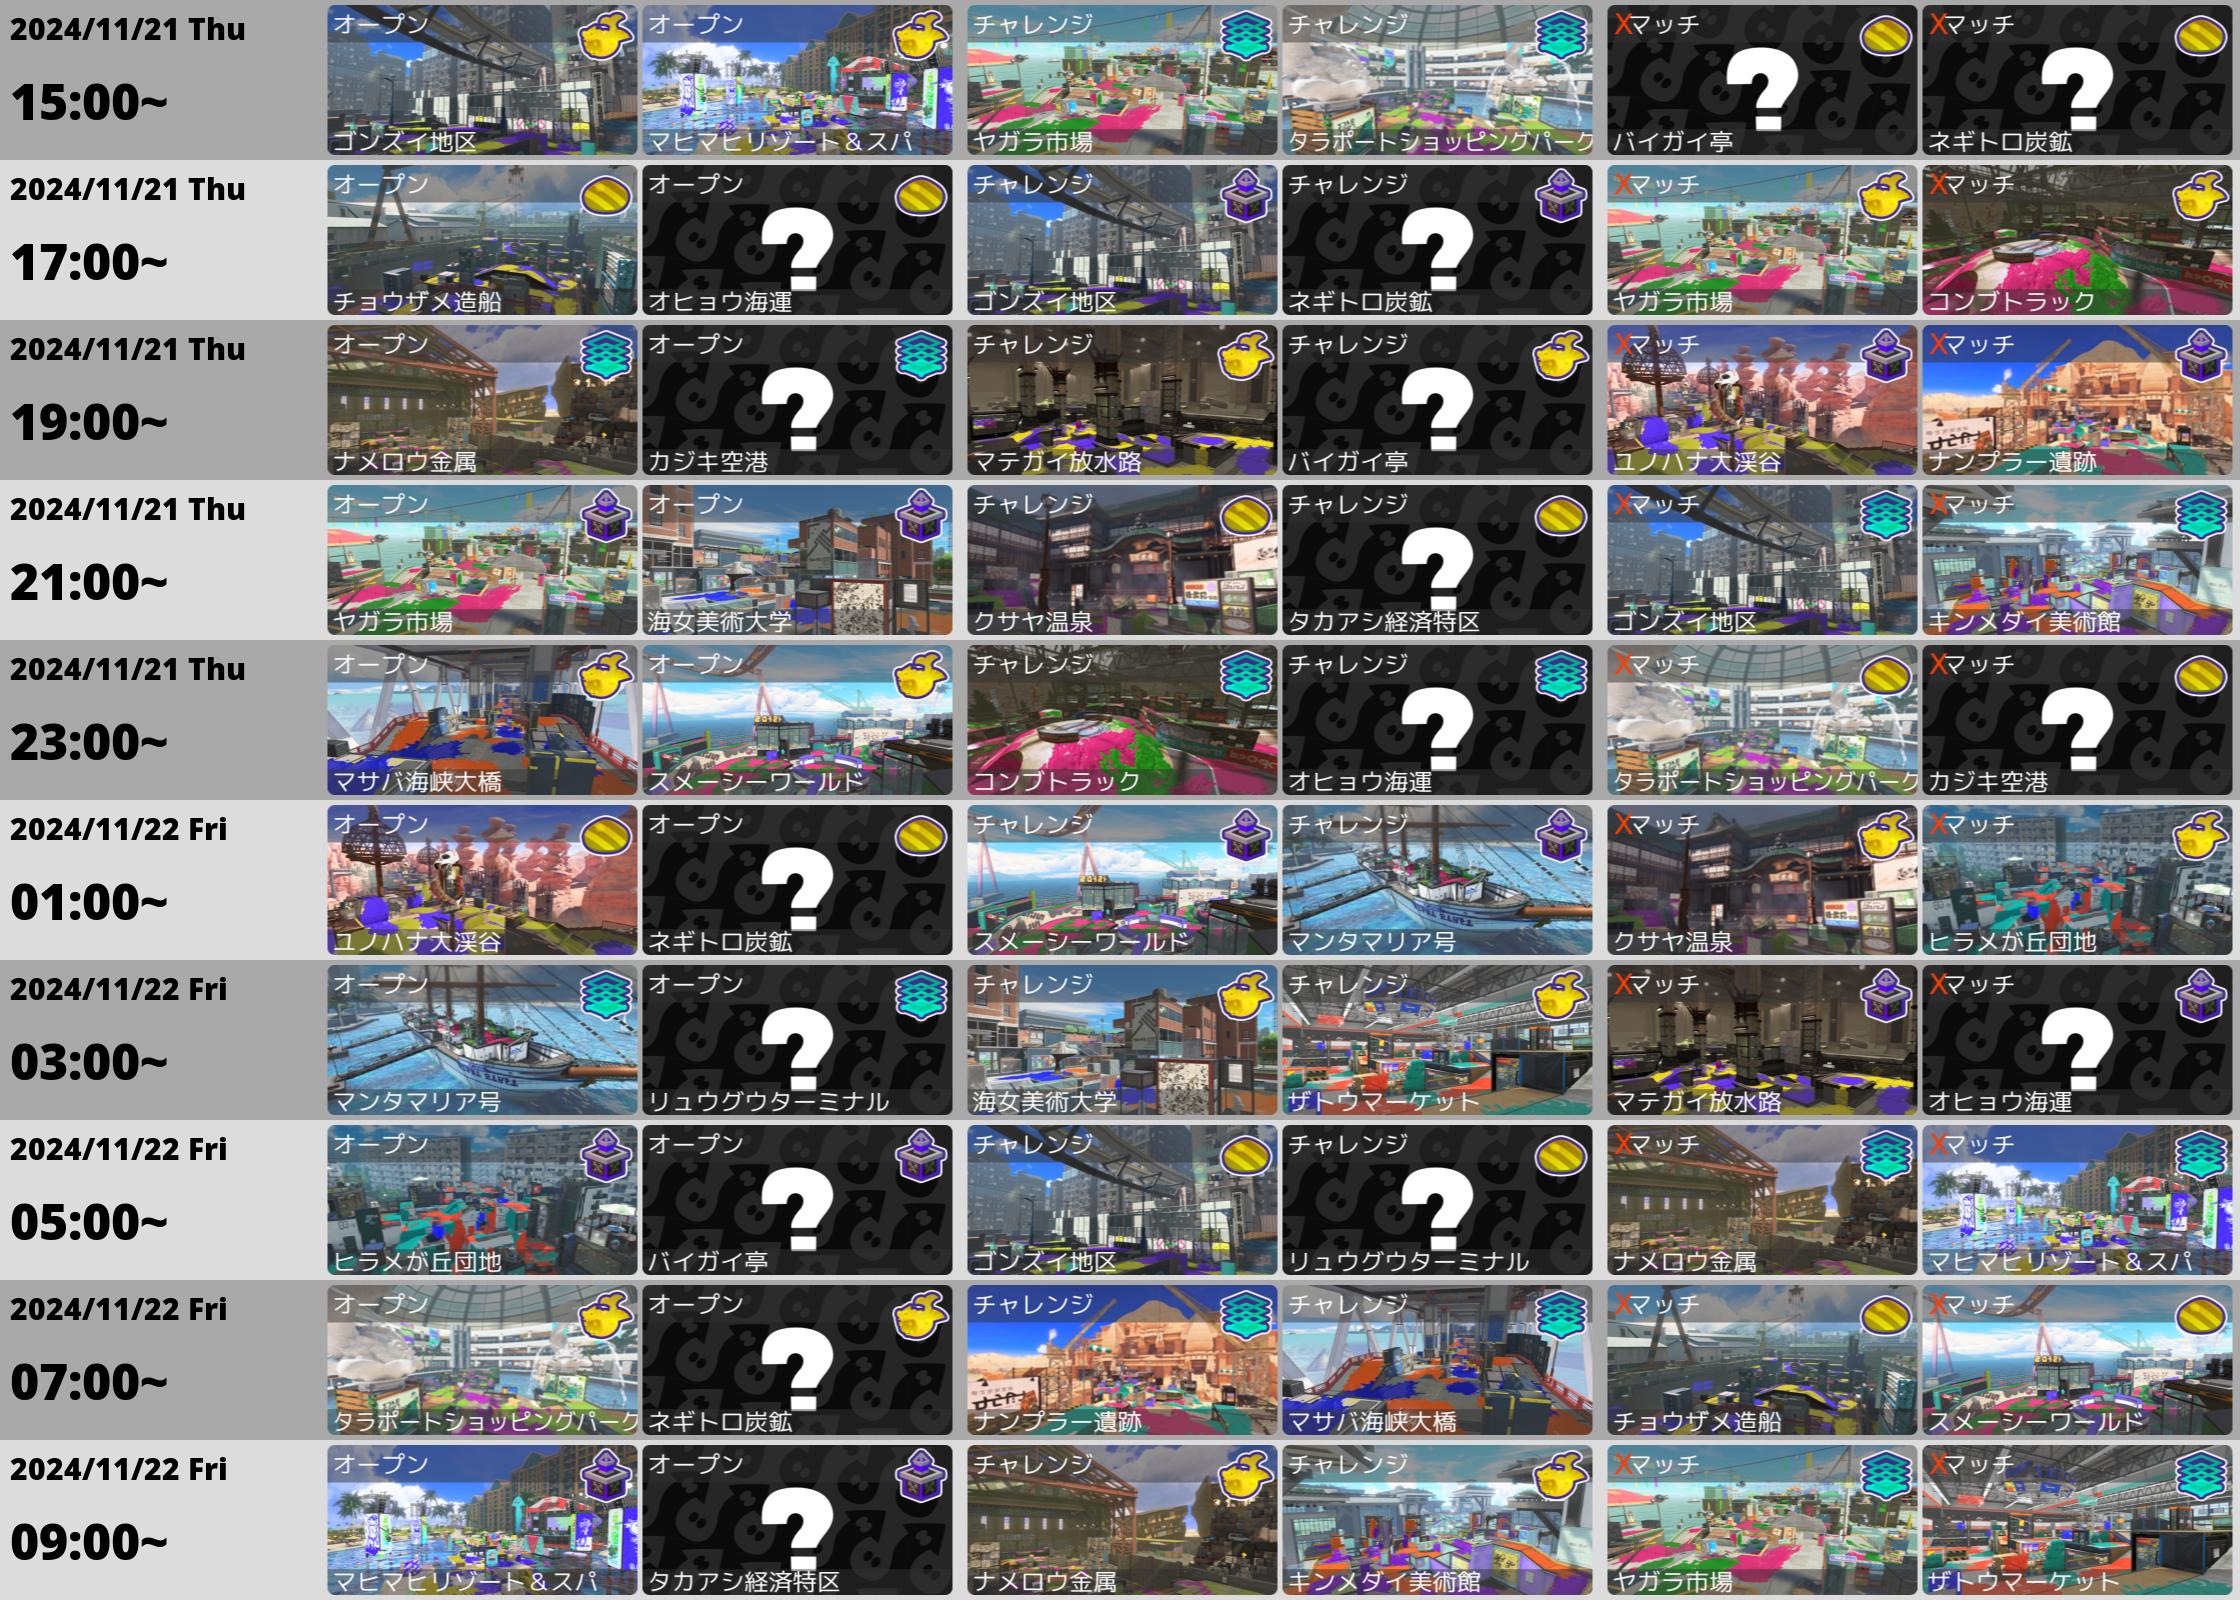 2024/11/21 Thu
15:00~
オープン
ゴンズイ地区
オープン
マヒマヒリゾート＆スパ
チャレンジ
ヤガラ市場
チャレンジ
タラポートショッピングパーク
Xマッチ
バイガイ亭
Xマッチ
ネギトロ炭鉱
2024/11/21 Thu
17:00~
オープン
チョウザメ造船
オープン
オヒョウ海運
チャレンジ
ゴンズイ地区
チャレンジ
ネギトロ炭鉱
Xマッチ
ヤガラ市場
Xマッチ
コンブトラック
2024/11/21 Thu
19:00~
オープン
ナメロウ金属
オープン
カジキ空港
チャレンジ
マテガイ放水路
チャレンジ
バイガイ亭
Xマッチ
ユノハナ大渓谷
Xマッチ
ナンプラー遺跡
2024/11/21 Thu
21:00~
オープン
ヤガラ市場
オープン
海女美術大学
チャレンジ
クサヤ温泉
チャレンジ
タカアシ経済特区
Xマッチ
ゴンズイ地区
Xマッチ
キンメダイ美術館
2024/11/21 Thu
23:00~
オープン
マサバ海峡大橋
オープン
スメーシーワールド
チャレンジ
コンブトラック
チャレンジ
オヒョウ海運
Xマッチ
タラポートショッピングパーク
Xマッチ
カジキ空港
2024/11/22 Fri
01:00~
オープン
ユノハナ大渓谷
オープン
ネギトロ炭鉱
チャレンジ
スメーシーワールド
チャレンジ
マンタマリア号
Xマッチ
クサヤ温泉
Xマッチ
ヒラメが丘団地
2024/11/22 Fri
03:00~
オープン
マンタマリア号
オープン
リュウグウターミナル
チャレンジ
海女美術大学
チャレンジ
ザトウマーケット
Xマッチ
マテガイ放水路
Xマッチ
オヒョウ海運
2024/11/22 Fri
05:00~
オープン
ヒラメが丘団地
オープン
バイガイ亭
チャレンジ
ゴンズイ地区
チャレンジ
リュウグウターミナル
Xマッチ
ナメロウ金属
Xマッチ
マヒマヒリゾート＆スパ
2024/11/22 Fri
07:00~
オープン
タラポートショッピングパーク
オープン
ネギトロ炭鉱
チャレンジ
ナンプラー遺跡
チャレンジ
マサバ海峡大橋
Xマッチ
チョウザメ造船
Xマッチ
スメーシーワールド
2024/11/22 Fri
09:00~
オープン
マヒマヒリゾート＆スパ
オープン
タカアシ経済特区
チャレンジ
ナメロウ金属
チャレンジ
キンメダイ美術館
Xマッチ
ヤガラ市場
Xマッチ
ザトウマーケット